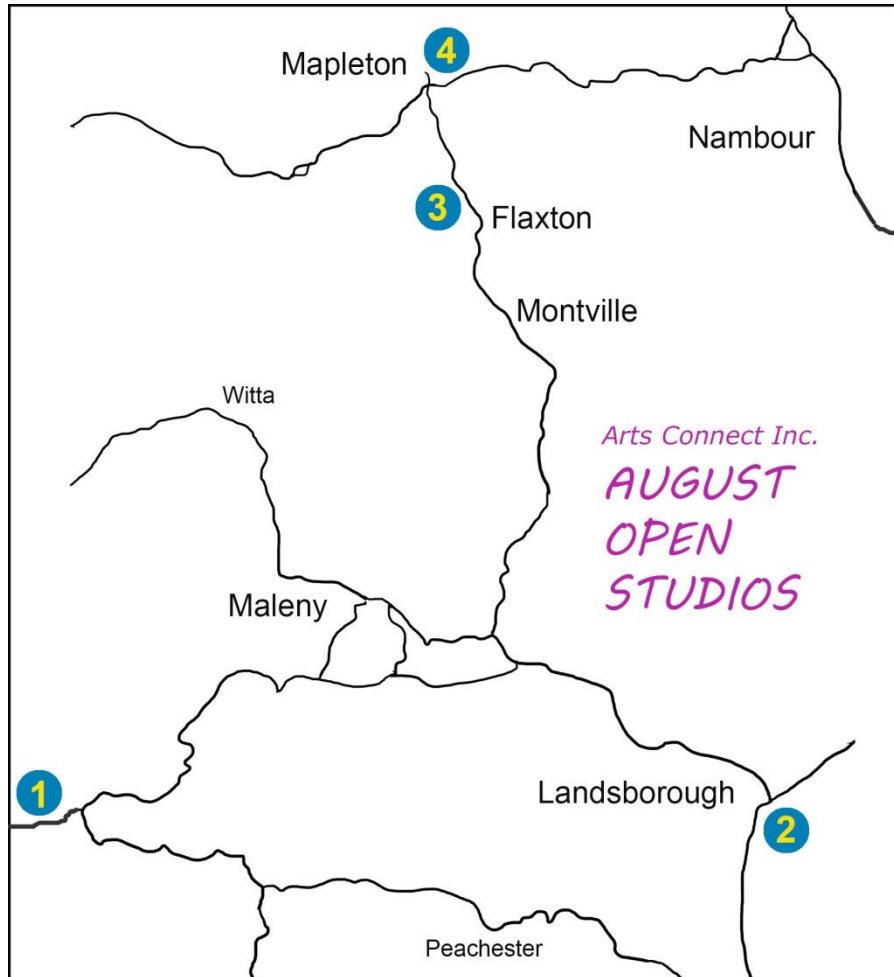 4
Mapleton
Nambour
3
Flaxton
Montville
Witta
Arts Connect Inc.
AUGUST
OPEN
STUDIOS
Maleny
1
Landsborough
2
Peachester